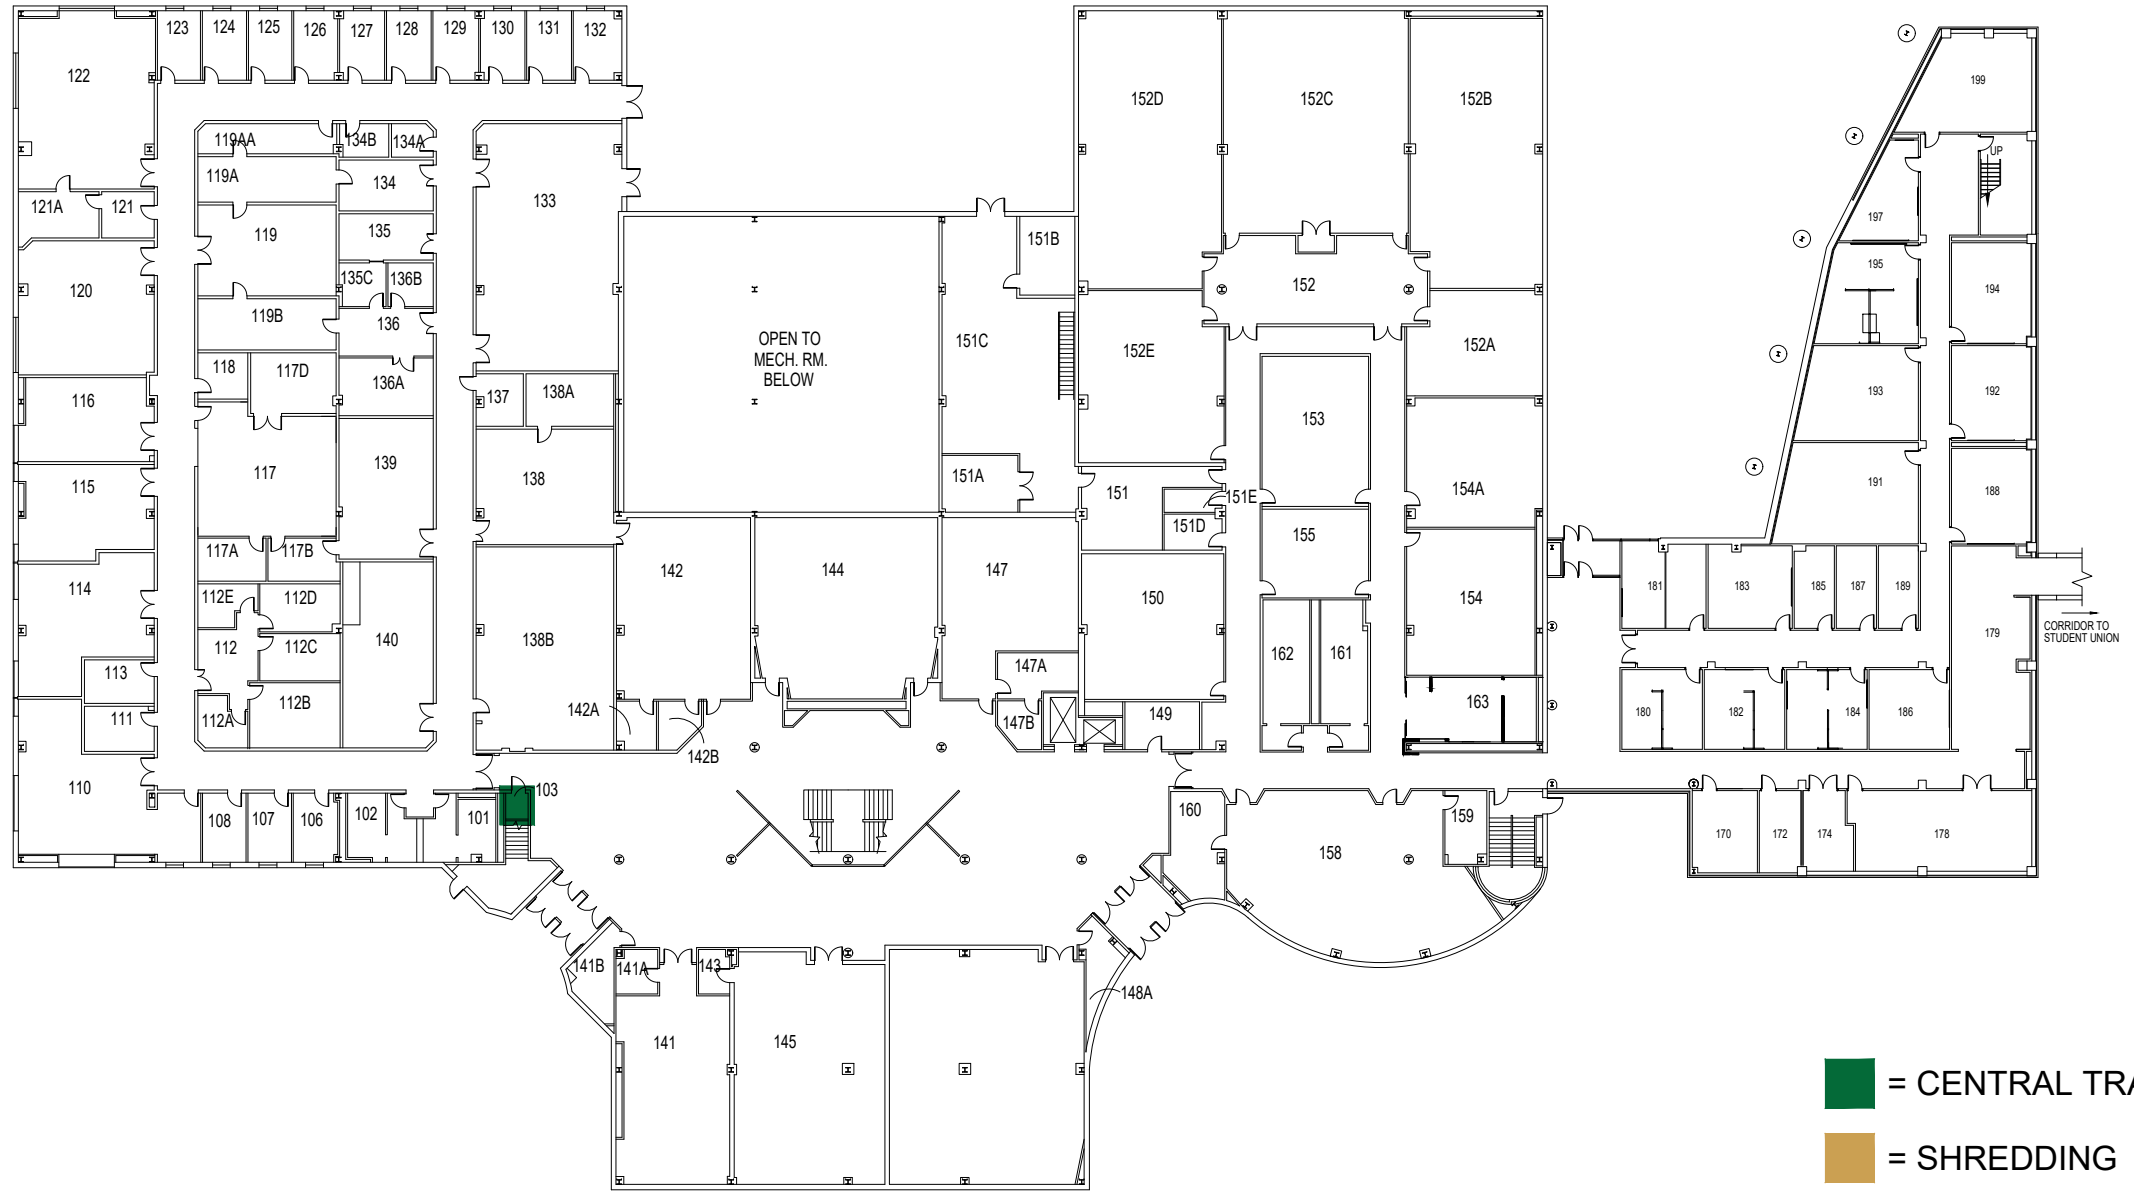 123 124 125 126 127 128 129 130 131 132
122
152D 152C 152B
199
119AA 134B 134A
UP
119A 134
133
121A 121
197
119 135
151B
195
135C 136B
120
152
194
119B 136
OPEN TO
MECH. RM.
BELOW
151C
152E 152A
118 117D 136A
137 138A
116
153
193 192
117 139
138
151A
115
151 151E
154A
191 188
151D
155
117A 117B
114
112E 112D
142 144 147
150
154
181 183 185 187 189
179
CORRIDOR TO
STUDENT UNION
112 112C
140
138B
113
147A
162 161
112A 112B
111
142A
142B
147B
149
163
180 182 184 186
110
103
108 107 106 102 101
160
158
159
170 172 174 178
141B 141A 143
148A
141 145
= CENTRAL TRA
= SHREDDING